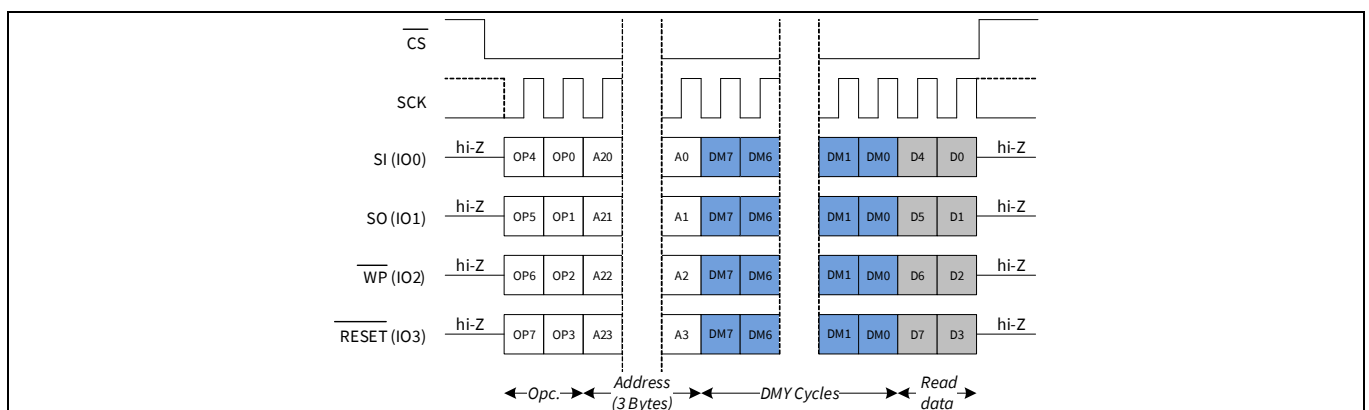 CS
SCK
SI (IO0) hi-Z OP4 OP0 A20 A0 DM7 DM6 DM1 DM0 D4 D0 hi-Z
SO (IO1) hi-Z OP5 OP1 A21 A1 DM7 DM6 DM1 DM0 D5 D1 hi-Z
WP (IO2) hi-Z OP6 OP2 A22 A2 DM7 DM6 DM1 DM0 D6 D2 hi-Z
RESET (IO3) hi-Z OP7 OP3 A23 A3 DM7 DM6 DM1 DM0 D7 D3 hi-Z
Opc. Address DMY Cycles Read
(3 Bytes) data